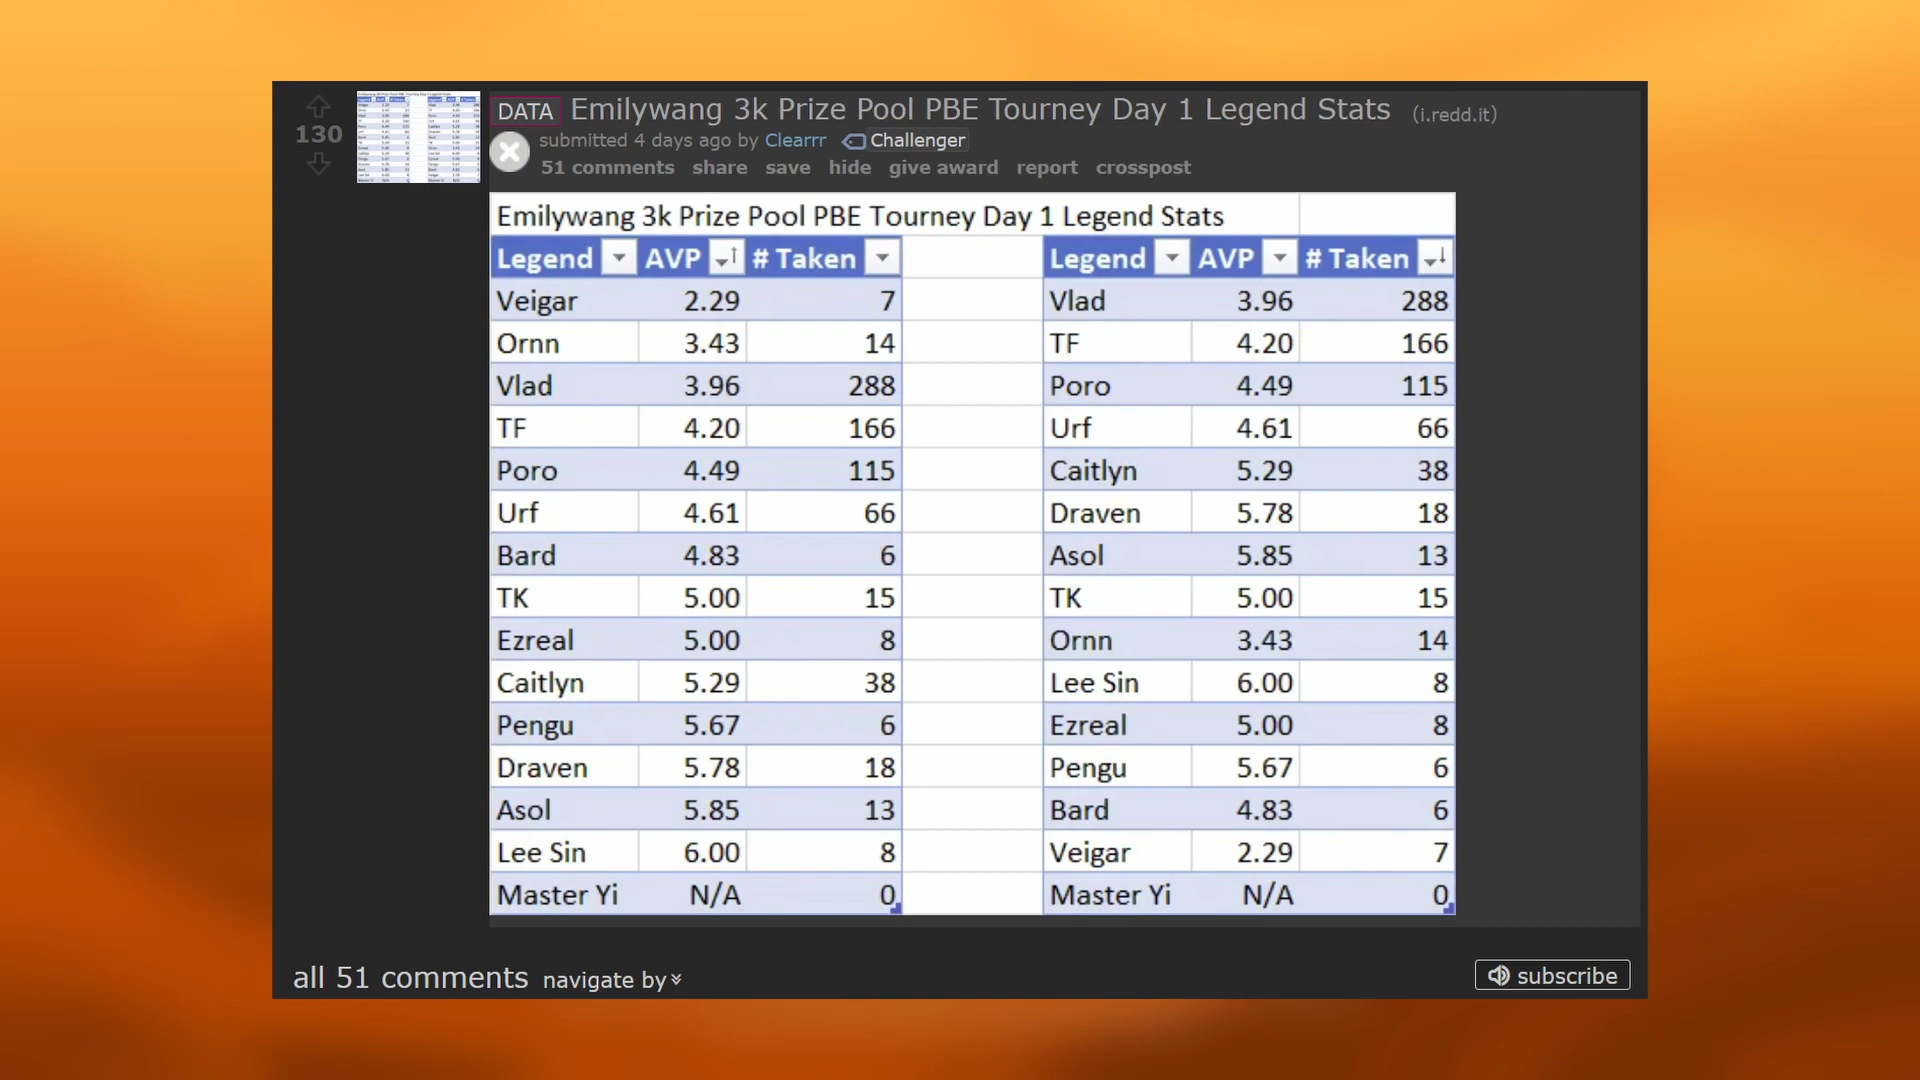 130
DATA Emilywang 3k Prize Pool PBE Tourney Day 1 Legend Stats (i.redd.it)
submitted 4 days ago by Clearrr Challenger
51 comments share save hide give award report crosspost
Emilywang 3k Prize Pool PBE Tourney Day 1 Legend Stats
Legend AVP # Taken Legend AVP # Taken
Veigar 2.29 7 Vlad 3.96 288
Ornn 3.43 14 TF 4.20 166
Vlad 3.96 288 Poro 4.49 115
TF 4.20 166 Urf 4.61 66
Poro 4.49 115 Caitlyn 5.29 38
Urf 4.61 66 Draven 5.78 18
Bard 4.83 6 Asol 5.85 13
TK 5.00 15 TK 5.00 15
Ezreal 5.00 8 Ornn 3.43 14
Caitlyn 5.29 38 Lee Sin 6.00 8
Pengu 5.67 6 Ezreal 5.00 8
Draven 5.78 18 Pengu 5.67 6
Asol 5.85 13 Bard 4.83 6
Lee Sin 6.00 8 Veigar 2.29 7
Master Yi N/A 0 Master Yi N/A 0
all 51 comments navigate by subscribe